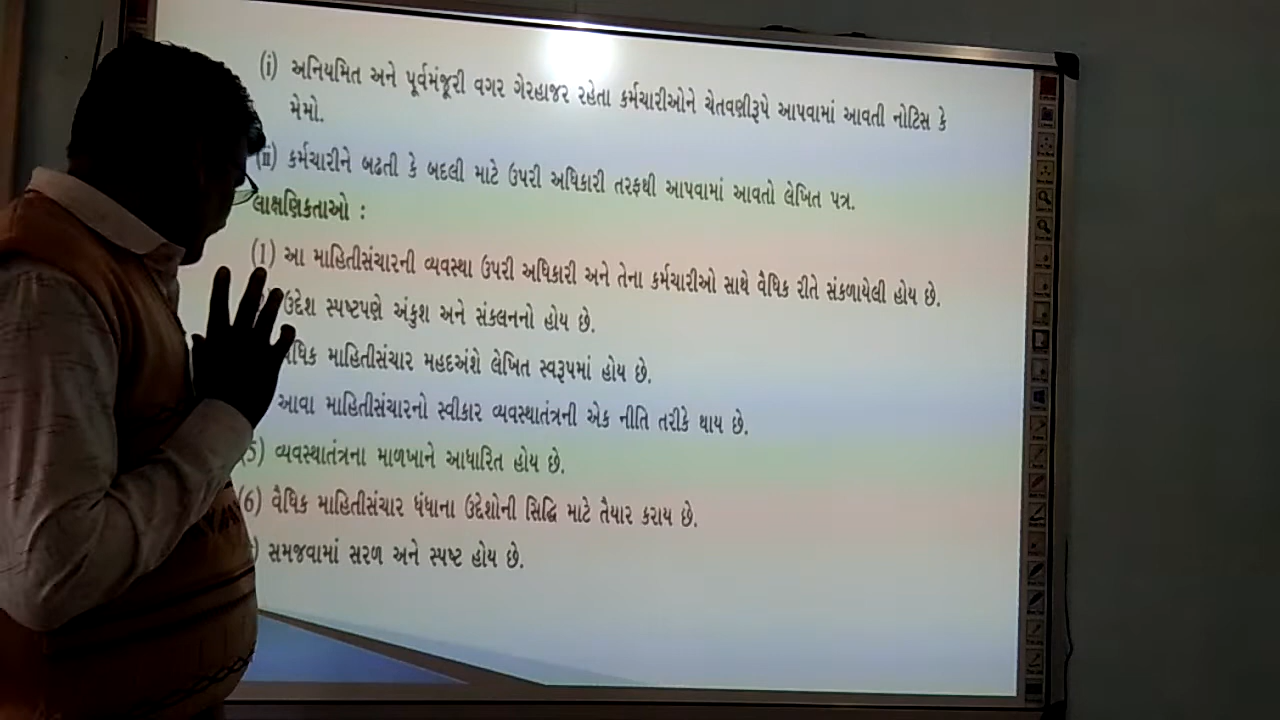 (i) અનિયમિત અને પૂર્વમંજૂરી વગર ગેરહાજર રહેતા કર્મચારીઓને ચેતવણીરૂપે આપવામાં આવતી નોટિસ કે
મેમો.
(ii) કર્મચારીને બઢતી કે બદલી માટે ઉપરી અધિકારી તરફથી આપવામાં આવતો લેખિત પત્ર.
લાક્ષણિકતાઓ :
(1) આ માહિતીસંચારની વ્યવસ્થા ઉપરી અધિકારી અને તેના કર્મચારીઓ સાથે વૈધિક રીતે સંકળાયેલી હોય છે.
ઉદેશ સ્પષ્ટપણે અંકુશ અને સંકલનનો હોય છે.
માહિતીસંચાર મહદઅંશે લેખિત સ્વરૂપમાં હોય છે.
આવા માહિતીસંચારનો સ્વીકાર વ્યવસ્થાતંત્રની એક નીતિ તરીકે થાય છે.
(5) વ્યવસ્થાતંત્રના માળખાને આધારિત હોય છે.
(6) વૈધિક માહિતીસંચાર ધંધાના ઉદેશોની સિદ્ધિ માટે તૈયાર કરાય છે.
) સમજવામાં સરળ અને સ્પષ્ટ હોય છે.